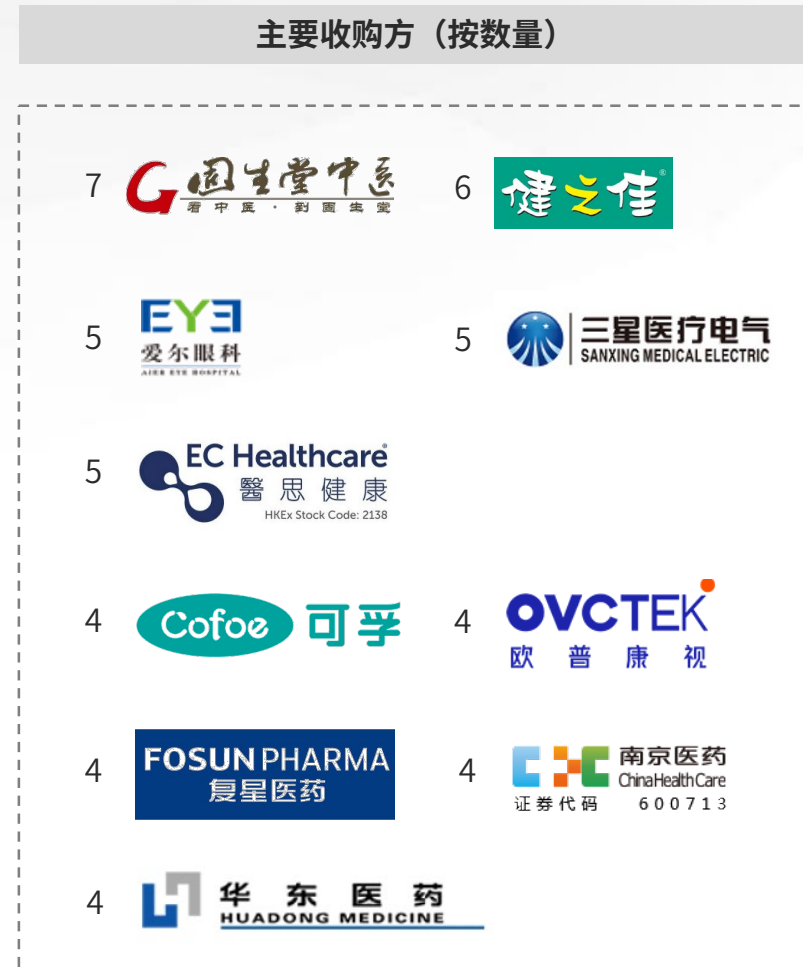 主要收购方（按数量）
7
G 固生堂中医
看中医·到固生堂
6
健之佳®
5
EYE
爱尔眼科
AIER EYE HOSPITAL
5
三星医疗电气
SANXING MEDICAL ELECTRIC
5
EC Healthcare
醫思健康
HKEx Stock Code: 2138
4
Cofoe 可孚
4
OVCTEK
欧普康视
4
FOSUN PHARMA
复星医药
4
南京医药
ChinaHealthCare
证券代码 600713
4
华东医药
HUADONG MEDICINE